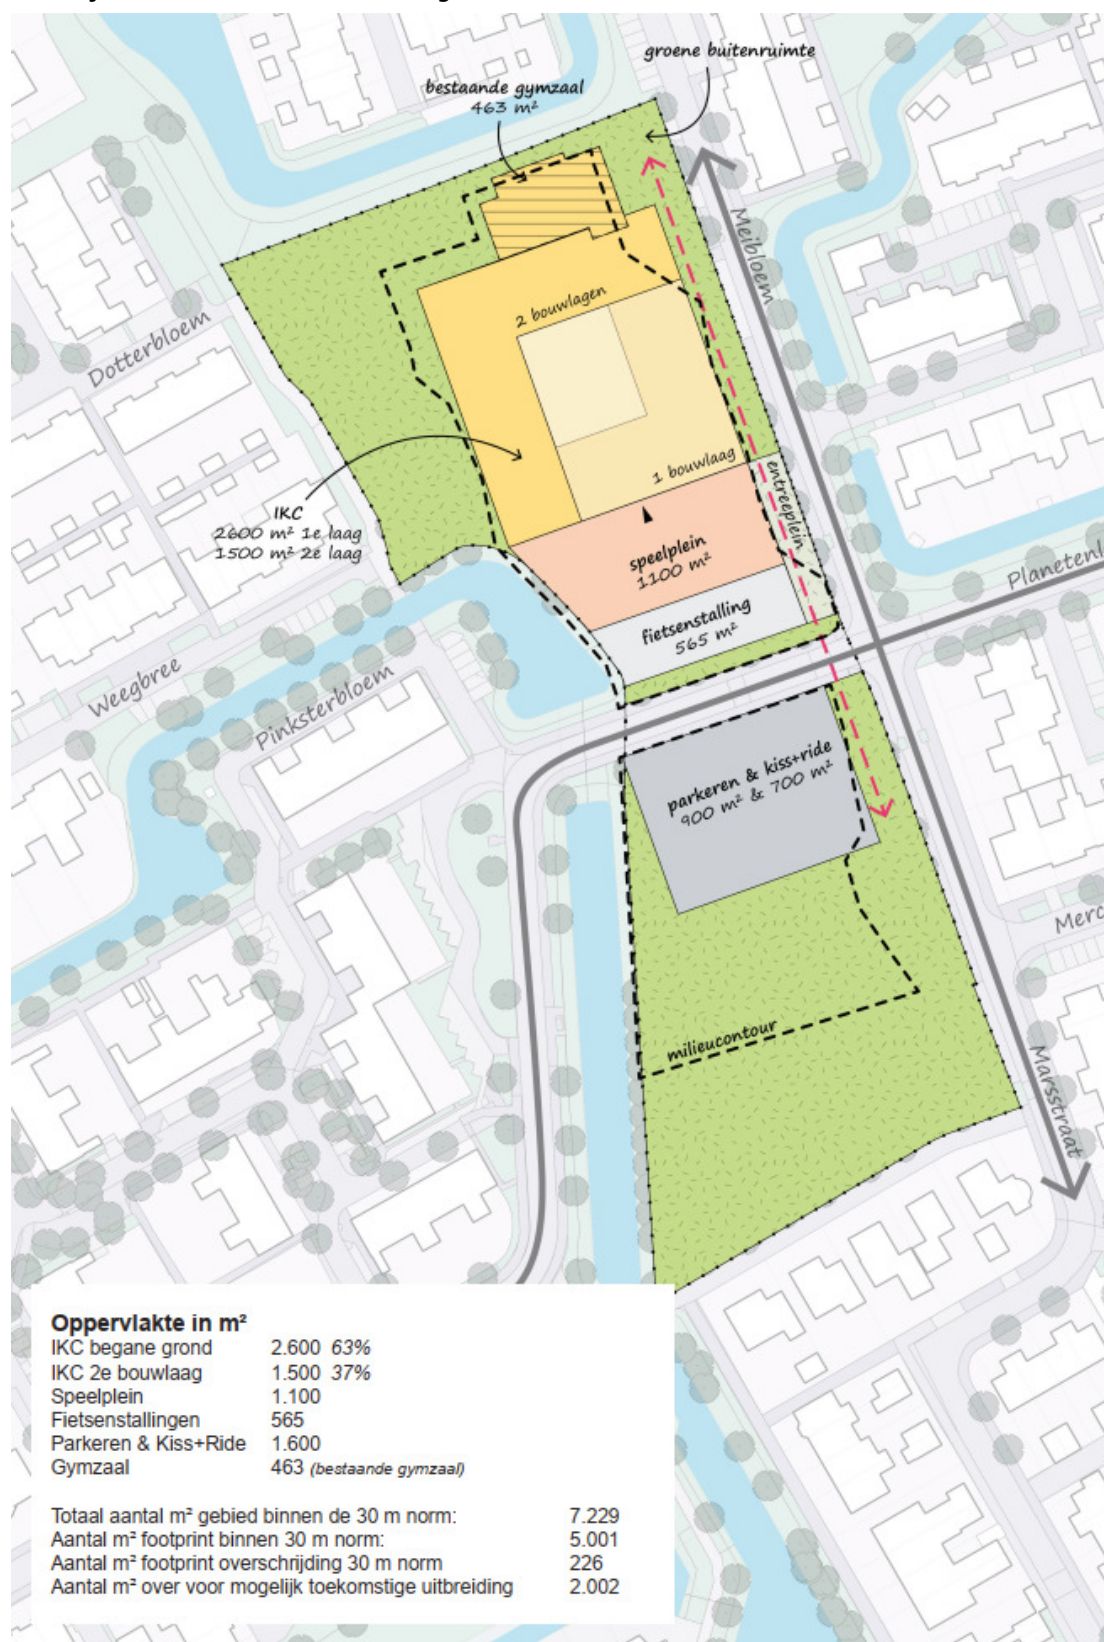 groene buitenruimte
bestaande gymzaal
463 m²
Meibloem
2 bouwlagen
Dotterbloem
1 bouwlaag
entreeplein
IKC
2600 m² 1e laag
1500 m² 2e laag
speelplein
1100 m²
fietsenstalling
565 m²
Weegbree
Pinksterbloem
parkeren & kiss+ride
900 m² & 700 m²
milieucontour
Marsstraat
Oppervlakte in m²
IKC begane grond 2.600 63%
IKC 2e bouwlaag 1.500 37%
Speelplein 1.100
Fietsenstallingen 565
Parkeren & Kiss+Ride 1.600
Gymzaal 463 (bestaande gymzaal)
Totaal aantal m² gebied binnen de 30 m norm: 7.229
Aantal m² footprint binnen 30 m norm: 5.001
Aantal m² footprint overschrijding 30 m norm 226
Aantal m² over voor mogelijk toekomstige uitbreiding 2.002